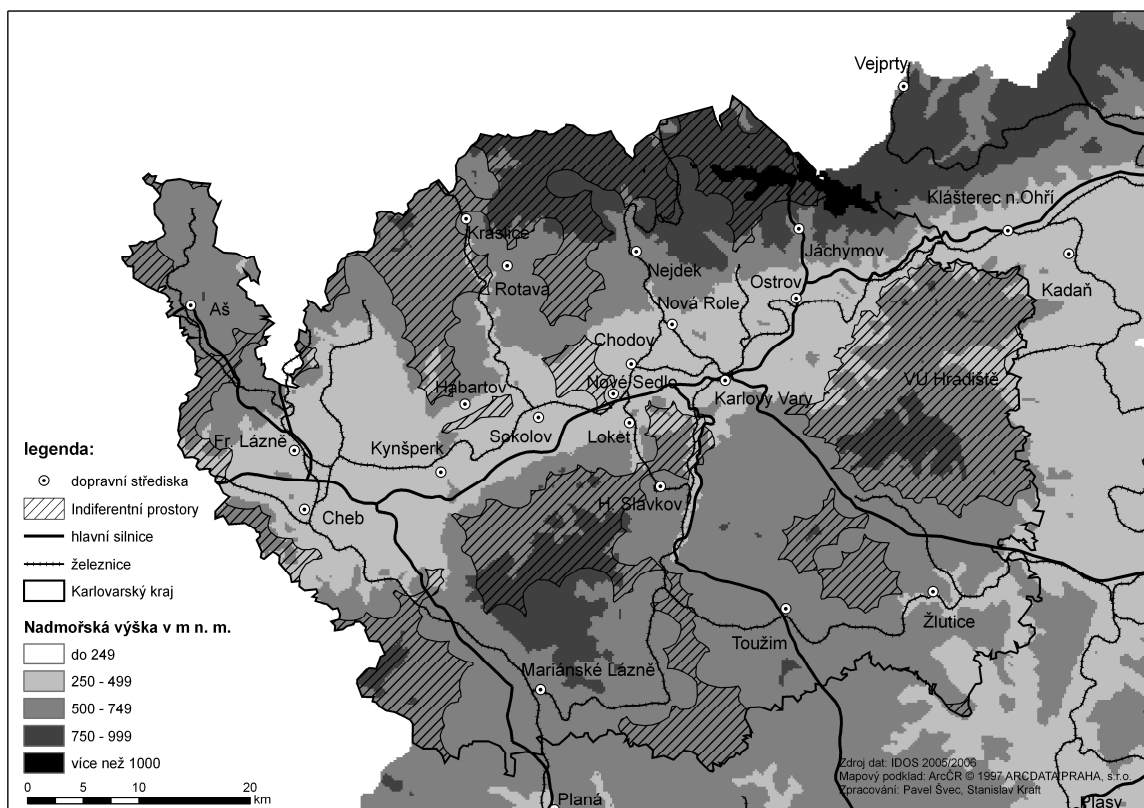 Vejprty
Klášterec n.Ohří
Kraslice
Jáchymov
Nejdek
Rotava
Ostrov
Kadaň
Aš
Nová Role
Chodov
VÚ Hradiště
Habartov
Nové Sedlo
Karlovy Vary
Sokolov
Loket
Fr. Lázně
Kynšperk
H. Slavkov
Cheb
Žlutice
Toužim
Mariánské Lázně
Planá
Plasy
legenda:
dopravní střediska
Indiferentní prostory
hlavní silnice
železnice
Karlovarský kraj
Nadmořská výška v m n. m.
do 249
250 - 499
500 - 749
750 - 999
více než 1000
0 5 10 20
km
Zdroj dat: IDOS 2005/2006
Mapový podklad: ArcČR © 1997 ARCDATA PRAHA, s.r.o.
Zpracování: Pavel Švec, Stanislav Kraft